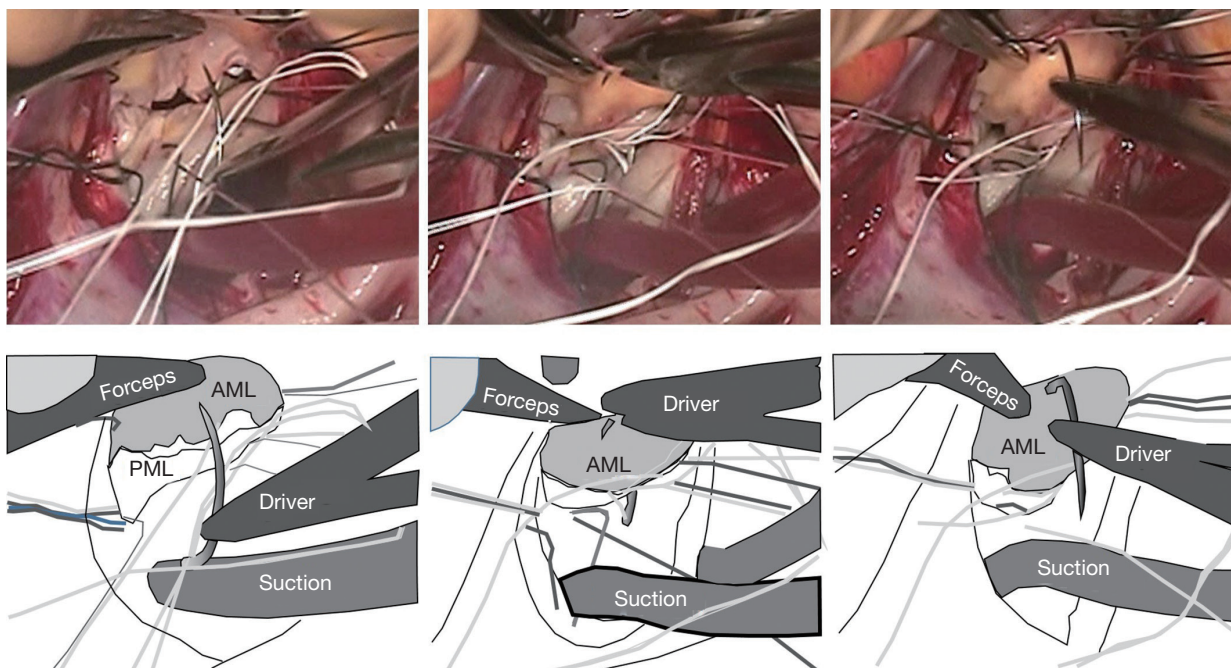 Forceps
AML
PML
Driver
Suction
Forceps
Driver
AML
Suction
Forceps
AML
Driver
Suction